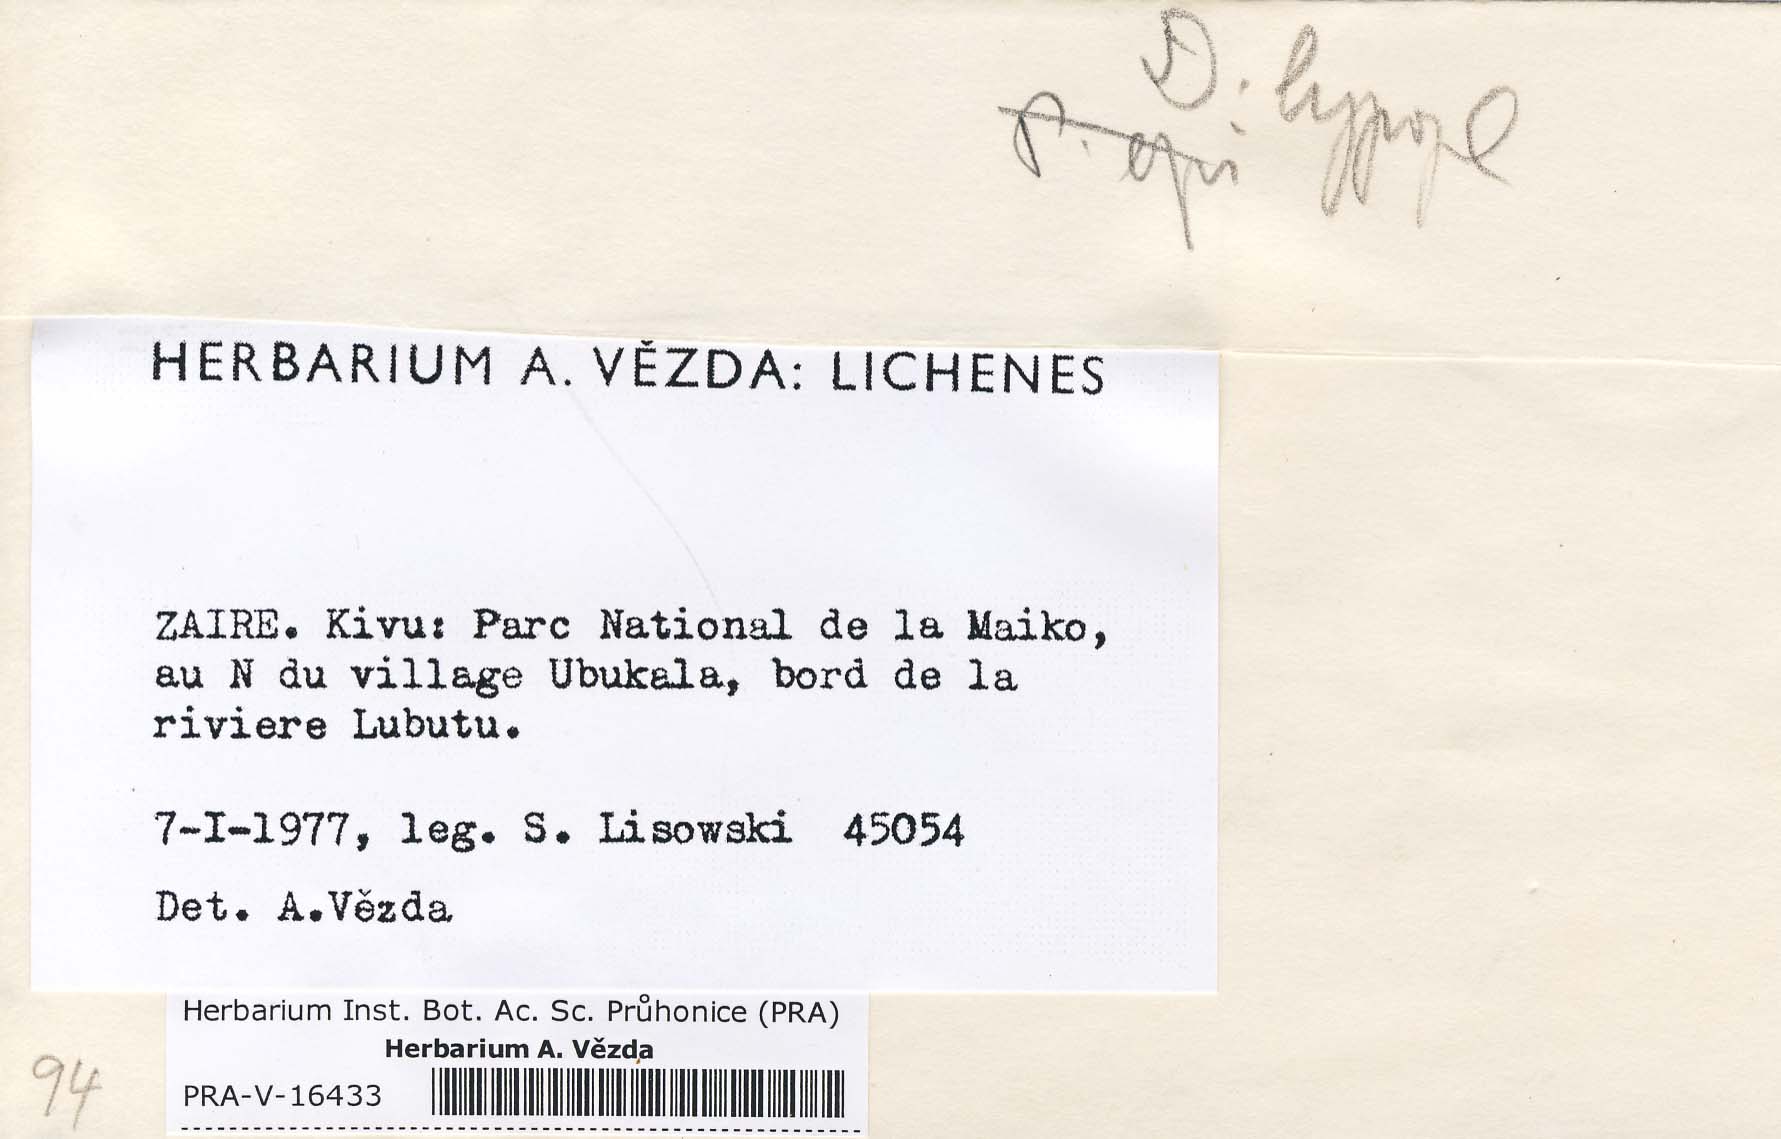 D. hypoph
P. epi
HERBARIUM A. VĚZDA: LICHENES
ZAIRE. Kivu: Parc National de la Maiko,
au N du village Ubukala, bord de la
riviere Lubutu.
7-I-1977, leg. S. Lisowski 45054
Det. A.Vězda
Herbarium Inst. Bot. Ac. Sc. Průhonice (PRA)
Herbarium A. Vězda
PRA-V-16433
94